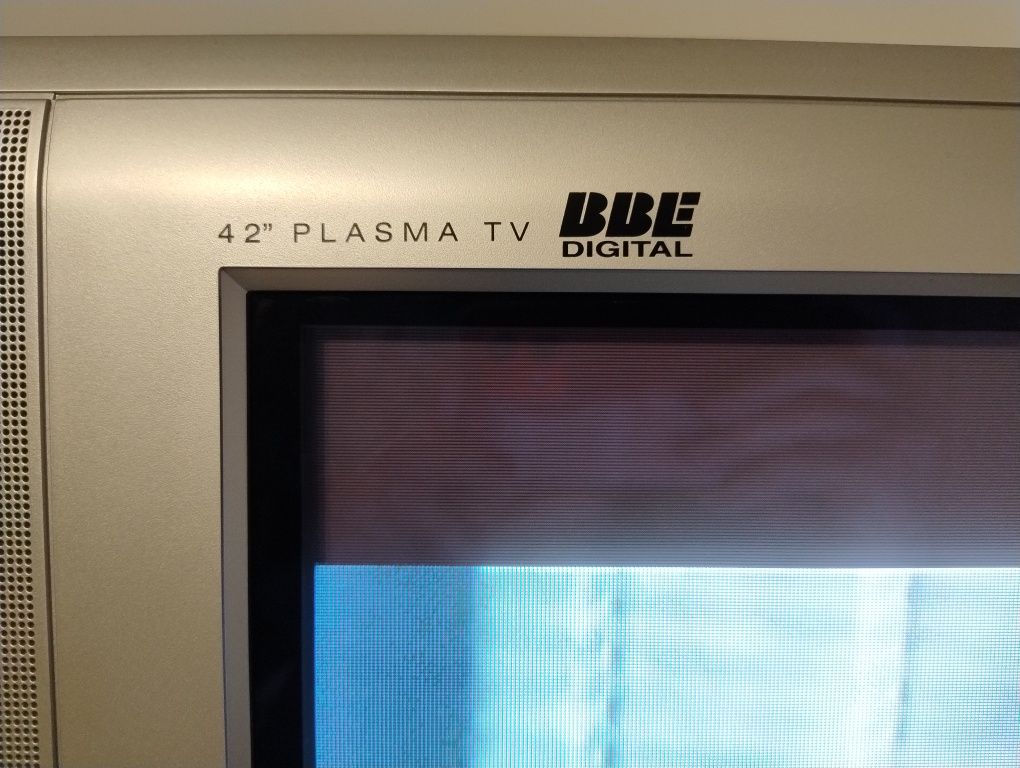 42” PLASMA TV
BBE
DIGITAL